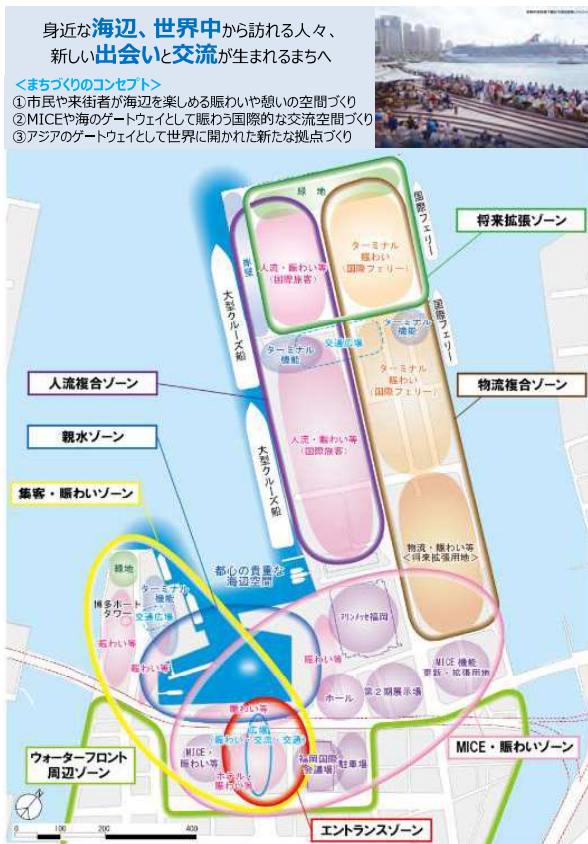 身近な海辺、世界中から訪れる人々、
新しい出会いと交流が生まれるまちへ
<まちづくりのコンセプト>
①市民や来街者が海辺を楽しめる賑わいや憩いの空間づくり
②MICEや海のゲートウェイとして賑わう国際的な交流空間づくり
③アジアのゲートウェイとして世界に開かれた新たな拠点づくり
緑地
国際フェリー
将来拡張ゾーン
岸壁
人流・賑わい等
(国際旅客)
ターミナル
賑わい
(国際フェリー)
大型クルーズ船
国際フェリー
ターミナル
機能
交通広場
ターミナル
機能
人流複合ゾーン
ターミナル
賑わい
(国際フェリー)
物流複合ゾーン
親水ゾーン
大型クルーズ船
人流・賑わい等
(国際旅客)
集客・賑わいゾーン
物流・賑わい等
<将来拡張用地>
都心の貴重な
海辺空間
緑地
ターミナル
機能
博多ポート
タワー
交通広場
マリンメッセ福岡
賑わい等
賑わい等
賑わい等
MICE機能
更新・拡張用地
ホール
第2期展示場
賑わい等
広場
賑わい・交流・交通
MICE・
賑わい等
福岡国際
会議場
駐車場
ホテル・
賑わい等
ウォーターフロント
周辺ゾーン
MICE・賑わいゾーン
エントランスゾーン
0 100 200 400